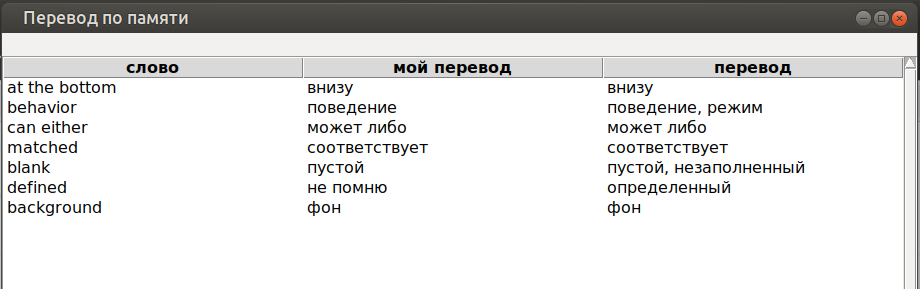 Перевод по памяти
слово мой перевод перевод
at the bottom внизу внизу
behavior поведение поведение, режим
can either может либо может либо
matched соответствует соответствует
blank пустой пустой, незаполненный
defined не помню определенный
background фон фон